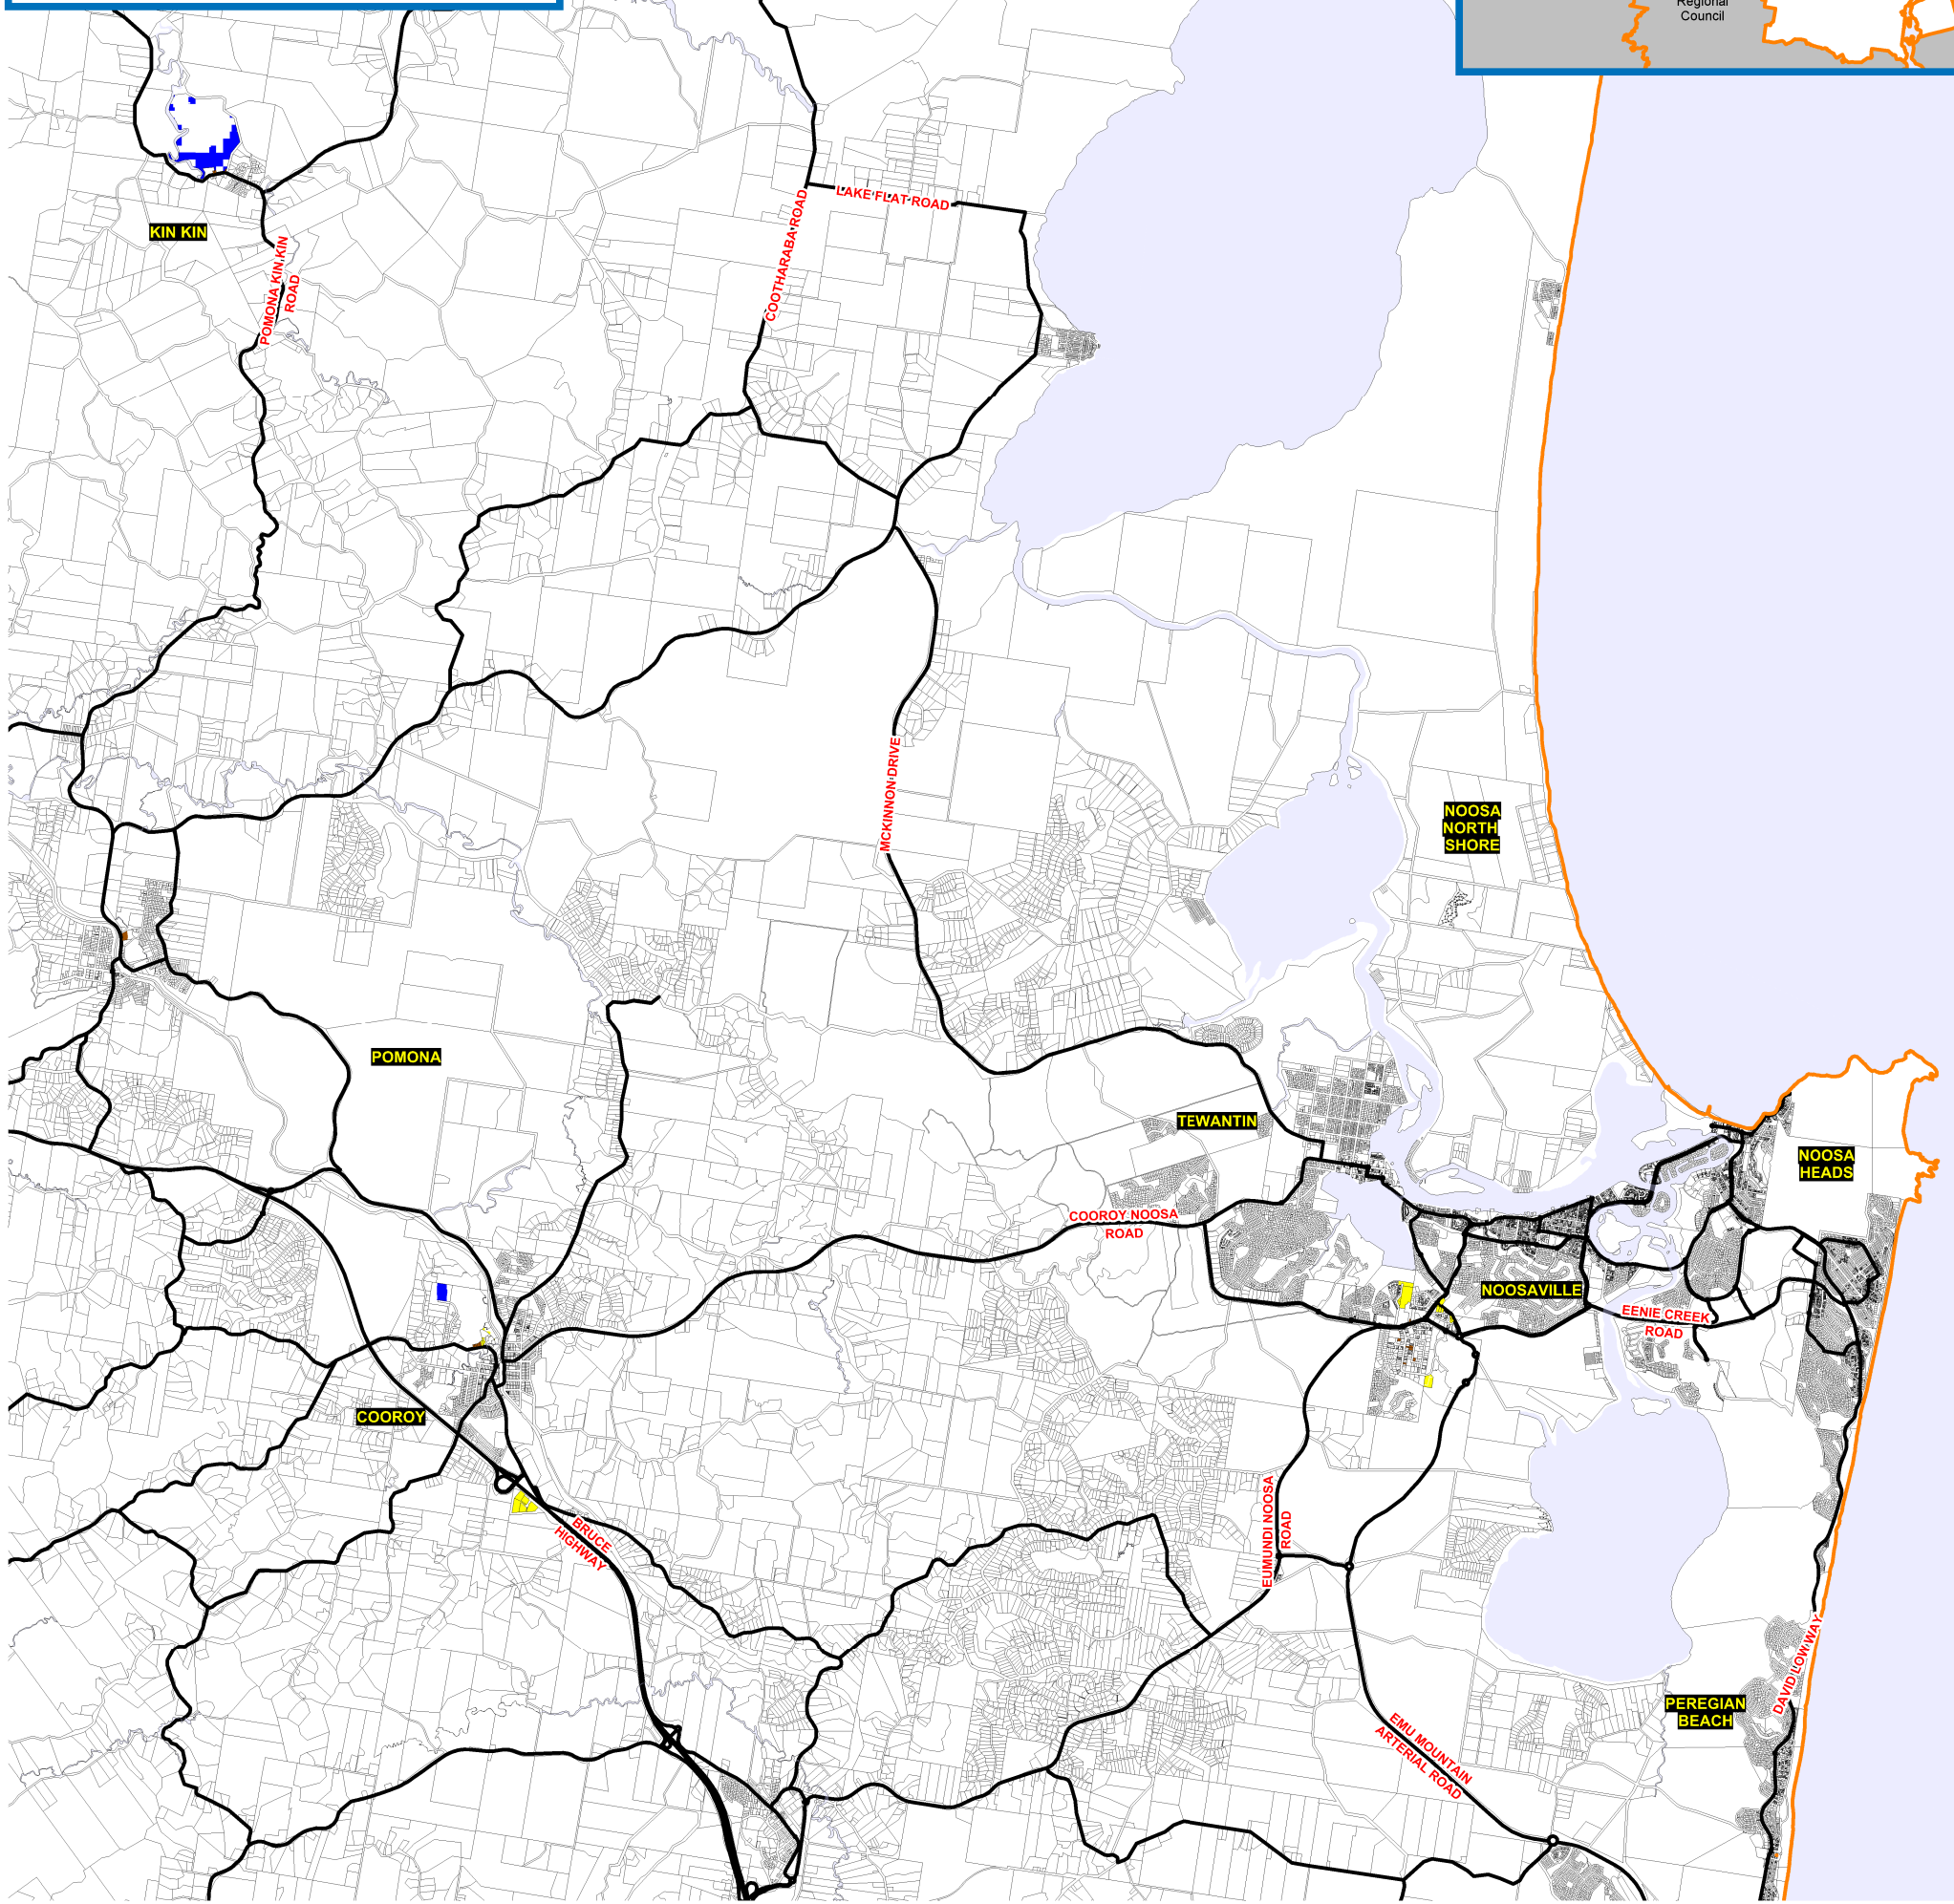 Regional
Council
LAKE FLAT ROAD
COOTHARABA ROAD
KIN KIN
POMONA KIN KIN
ROAD
MCKINNON DRIVE
NOOSA
NORTH
SHORE
POMONA
TEWANTIN
NOOSA
HEADS
COOROY NOOSA
ROAD
NOOSAVILLE
EENIE CREEK
ROAD
COOROY
BRUCE
HIGHWAY
EUMUNDI NOOSA
ROAD
DAVID LOW WAY
PEREGIAN
BEACH
EMU MOUNTAIN
ARTERIAL ROAD